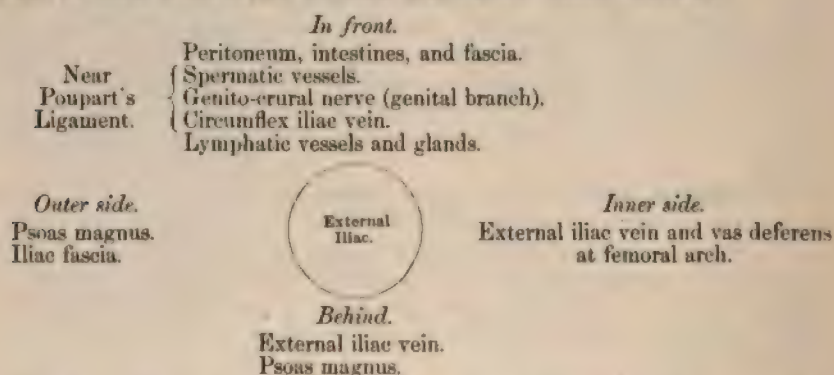 In front.
Peritoneum, intestines, and fascia.
Near Poupart's Ligament.
Spermatic vessels.
Genito-crural nerve (genital branch).
Circumflex iliac vein.
Lymphatic vessels and glands.
Outer side.
Psoas magnus.
Iliac fascia.
External
Iliac.
Inner side.
External iliac vein and vas deferens
at femoral arch.
Behind.
External iliac vein.
Psoas magnus.